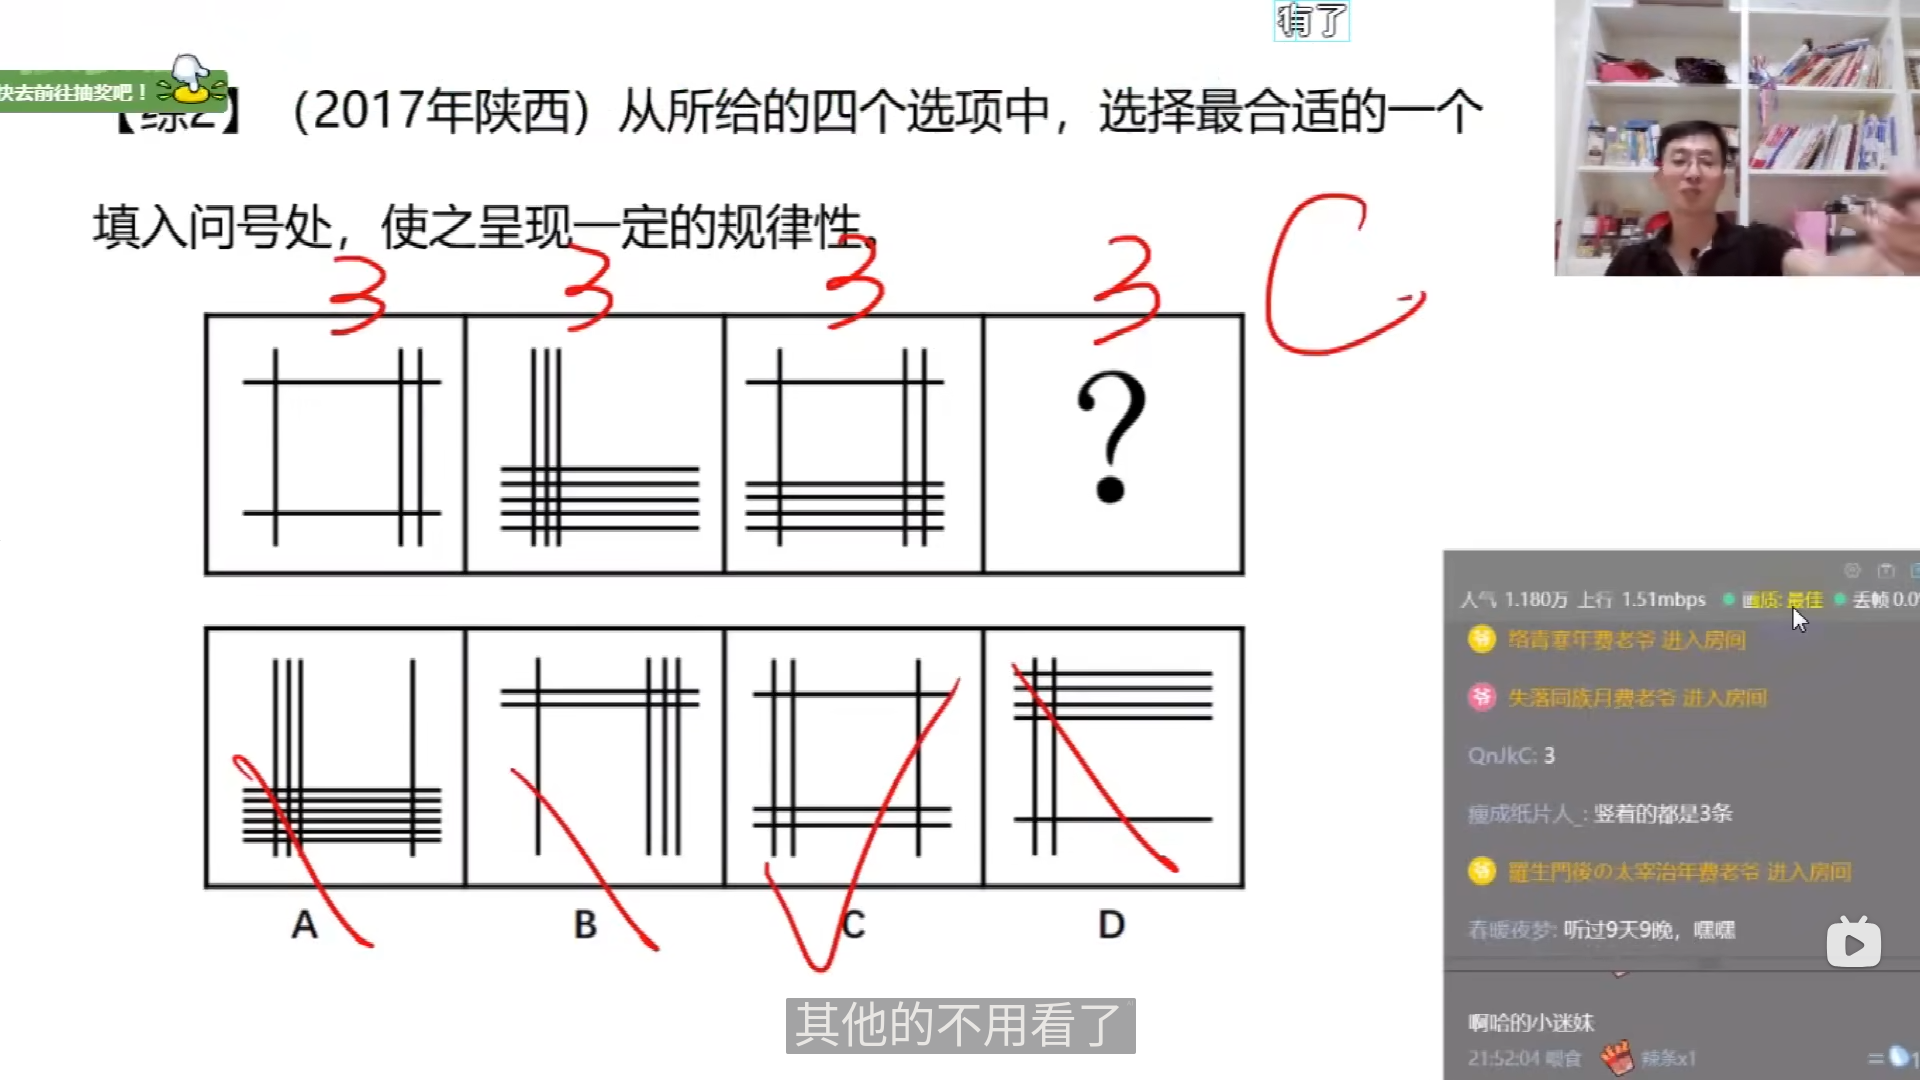 有了
快去前往抽奖吧！
【练2】（2017年陕西）从所给的四个选项中，选择最合适的一个
填入问号处，使之呈现一定的规律性。
3 3 3 3 C
?
A B C D
其他的不用看了
人气 1.180万 上行 1.51mbps 画质: 最佳 丢帧 0.0
爷 珞青寒年费老爷 进入房间
爷 失落同族月费老爷 进入房间
QnJkC: 3
瘦成纸片人_: 竖着的都是3条
爷 羅生門後の太宰治年费老爷 进入房间
春暖夜梦: 听过9天9晚，嘿嘿
啊哈的小迷妹
21:52:04 喂食 辣条x1